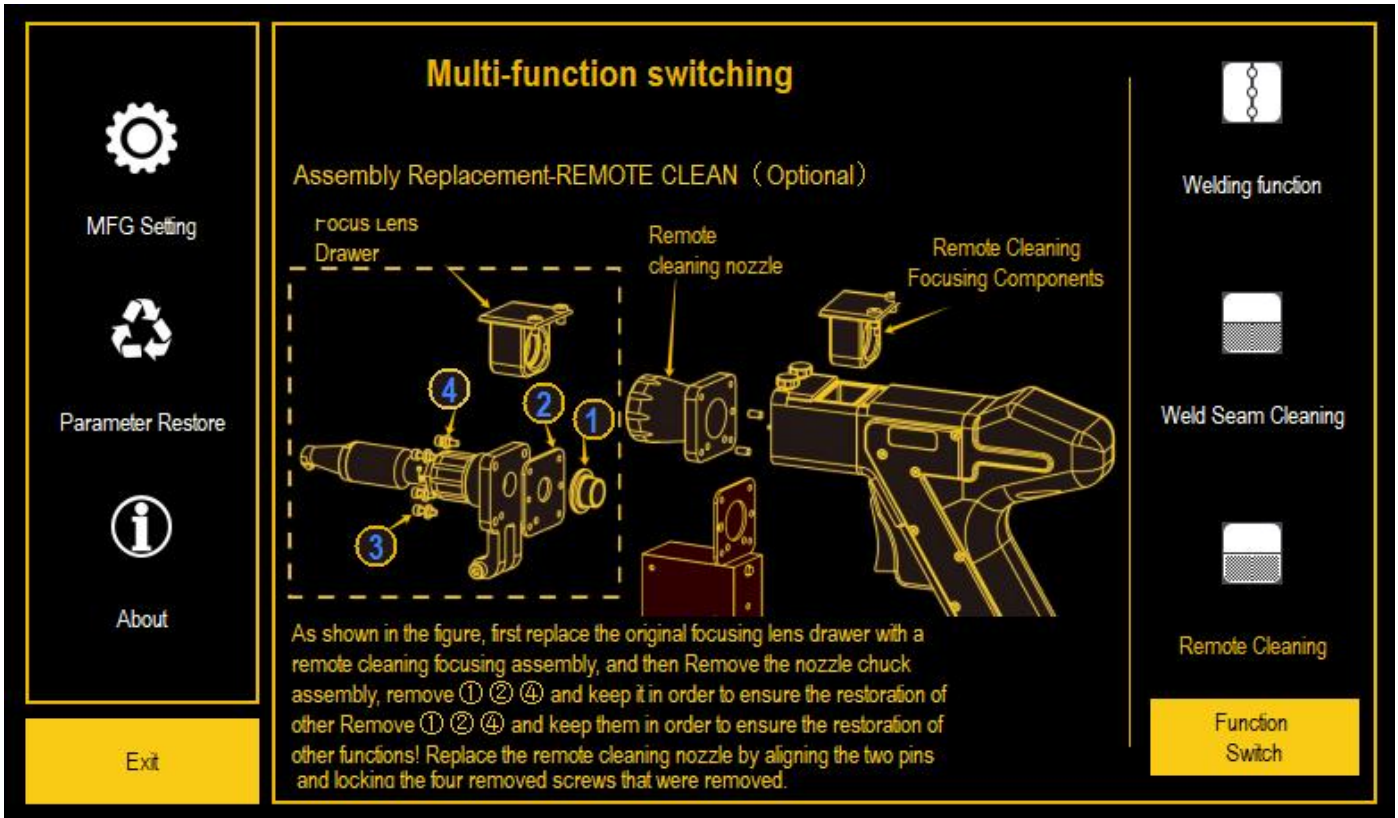 MFG Setting
Parameter Restore
About
Exit
Multi-function switching
Assembly Replacement-REMOTE CLEAN（Optional）
Focus Lens
Drawer
Remote
cleaning nozzle
Remote Cleaning
Focusing Components
4
2
1
3
As shown in the figure, first replace the original focusing lens drawer with a
remote cleaning focusing assembly, and then Remove the nozzle chuck
assembly, remove ① ② ④ and keep it in order to ensure the restoration of
other Remove ① ② ④ and keep them in order to ensure the restoration of
other functions! Replace the remote cleaning nozzle by aligning the two pins
and locking the four removed screws that were removed.
Welding function
Weld Seam Cleaning
Remote Cleaning
Function
Switch